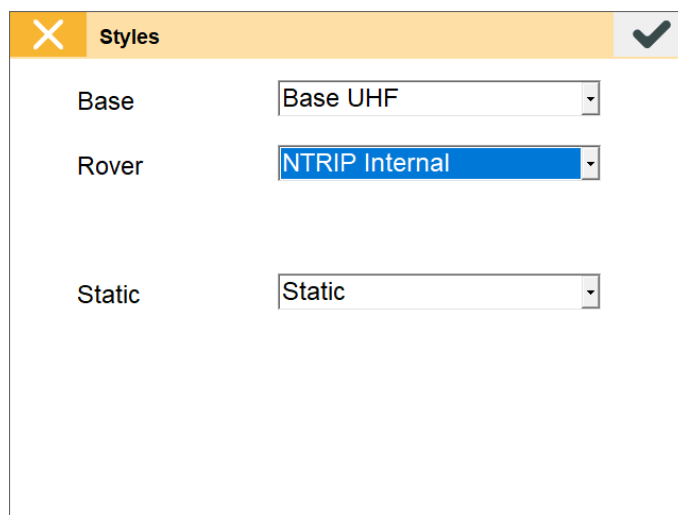 Styles
Base Base UHF
Rover NTRIP Internal
Static Static